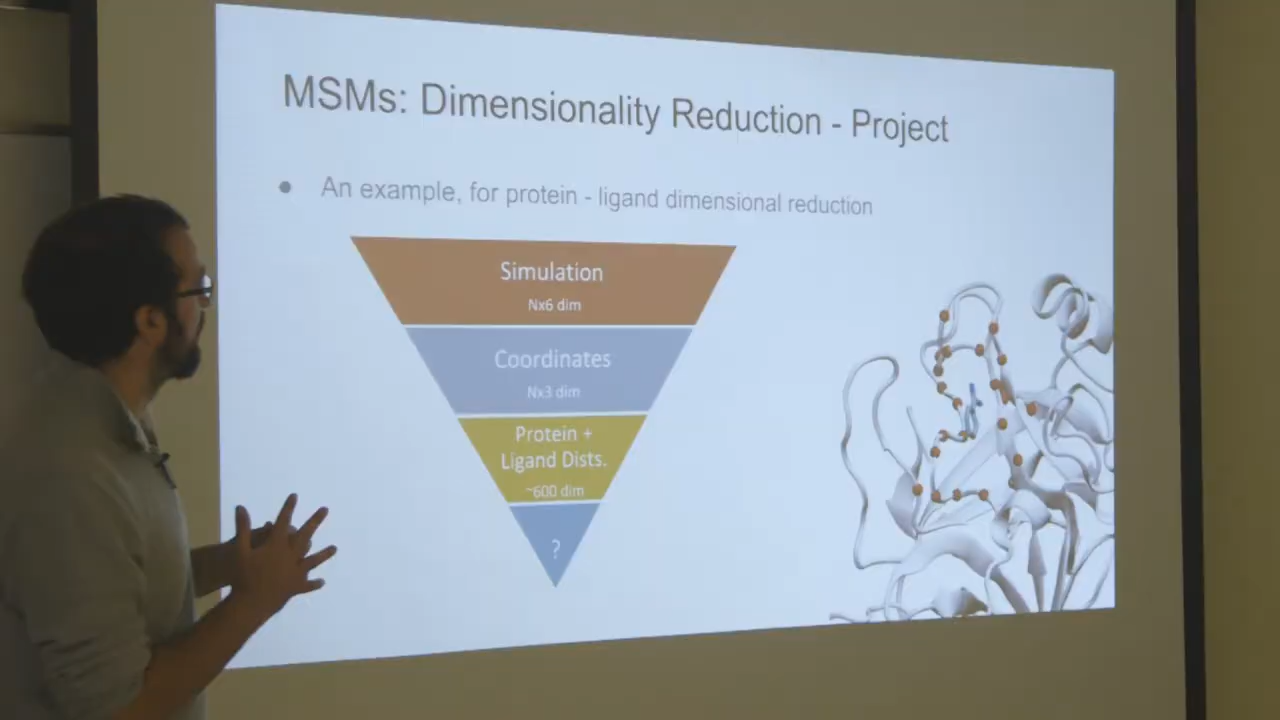 MSMs: Dimensionality Reduction - Project
● An example, for protein - ligand dimensional reduction
Simulation
Nx6 dim
Coordinates
Nx3 dim
Protein +
Ligand Dists.
~600 dim
?